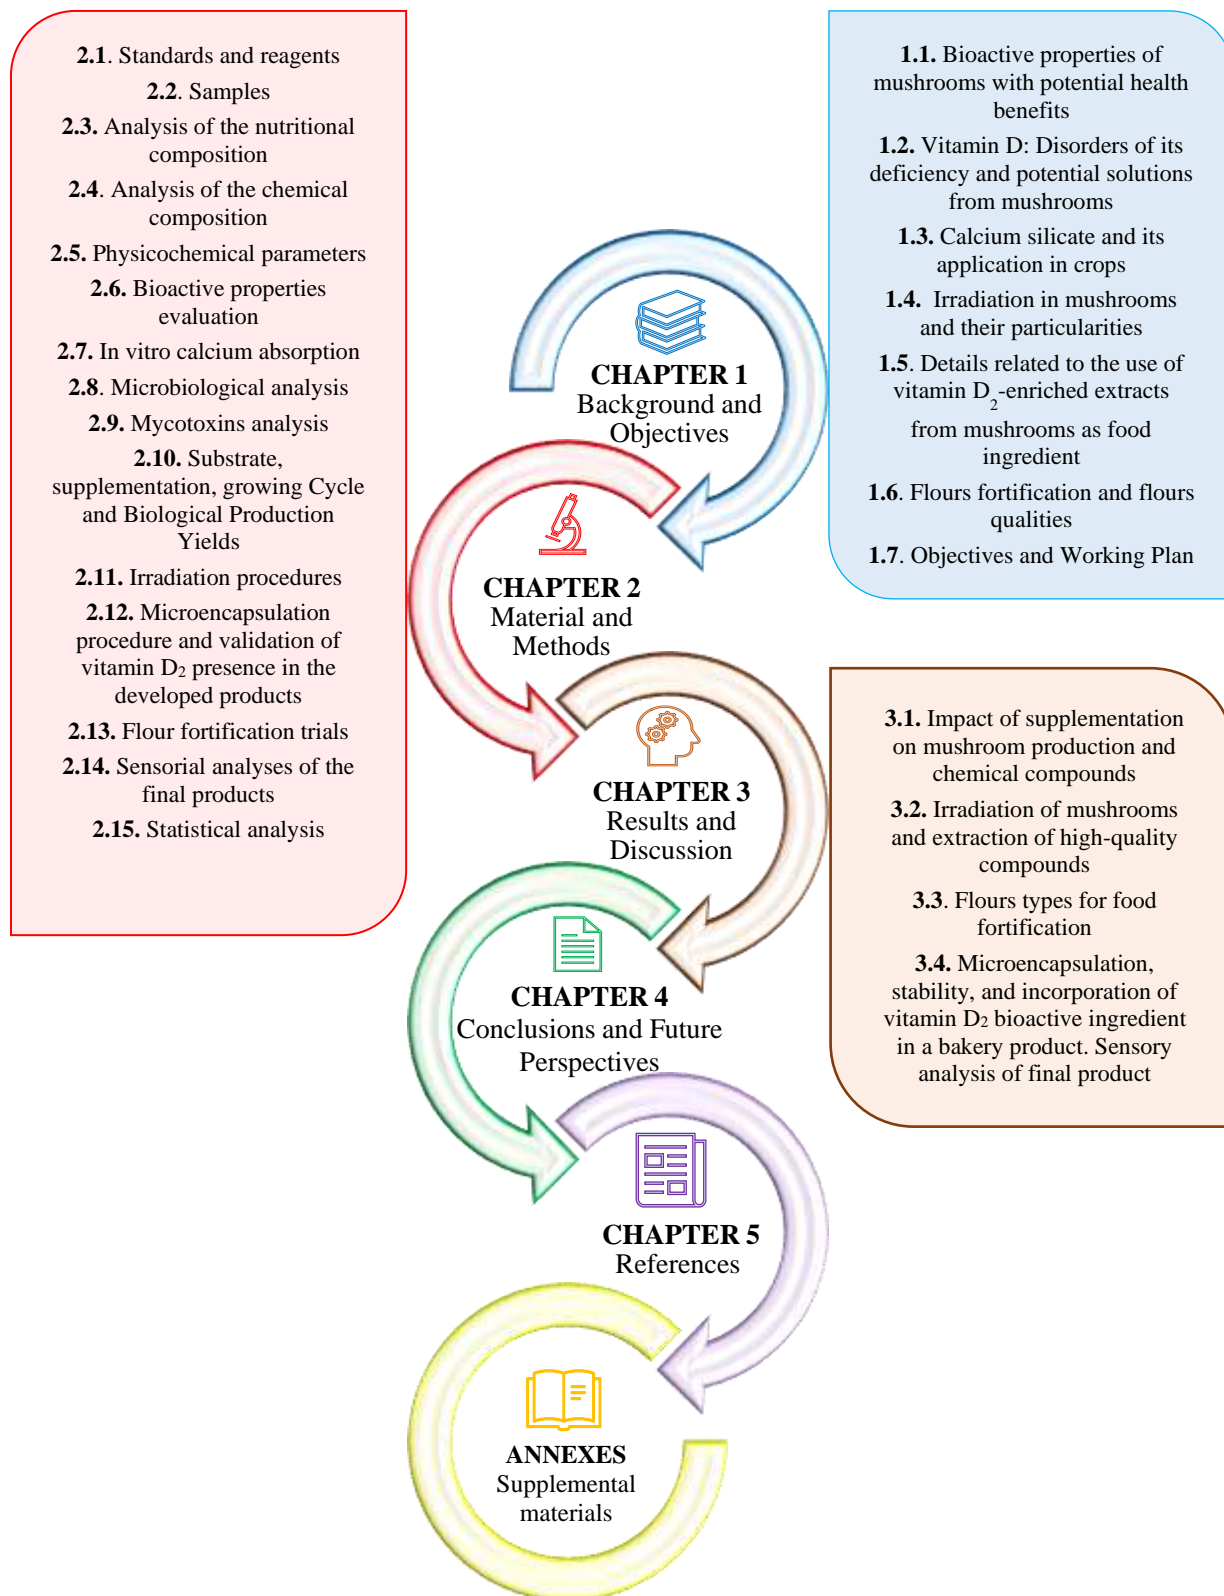 2.1. Standards and reagents
2.2. Samples
2.3. Analysis of the nutritional
composition
2.4. Analysis of the chemical
composition
2.5. Physicochemical parameters
2.6. Bioactive properties
evaluation
2.7. In vitro calcium absorption
2.8. Microbiological analysis
2.9. Mycotoxins analysis
2.10. Substrate,
supplementation, growing Cycle
and Biological Production
Yields
2.11. Irradiation procedures
2.12. Microencapsulation
procedure and validation of
vitamin D₂ presence in the
developed products
2.13. Flour fortification trials
2.14. Sensorial analyses of the
final products
2.15. Statistical analysis
1.1. Bioactive properties of
mushrooms with potential health
benefits
1.2. Vitamin D: Disorders of its
deficiency and potential solutions
from mushrooms
1.3. Calcium silicate and its
application in crops
1.4. Irradiation in mushrooms
and their particularities
1.5. Details related to the use of
vitamin D₂-enriched extracts
from mushrooms as food
ingredient
1.6. Flours fortification and flours
qualities
1.7. Objectives and Working Plan
CHAPTER 1
Background and
Objectives
CHAPTER 2
Material and
Methods
CHAPTER 3
Results and
Discussion
3.1. Impact of supplementation
on mushroom production and
chemical compounds
3.2. Irradiation of mushrooms
and extraction of high-quality
compounds
3.3. Flours types for food
fortification
3.4. Microencapsulation,
stability, and incorporation of
vitamin D₂ bioactive ingredient
in a bakery product. Sensory
analysis of final product
CHAPTER 4
Conclusions and Future
Perspectives
CHAPTER 5
References
ANNEXES
Supplemental
materials